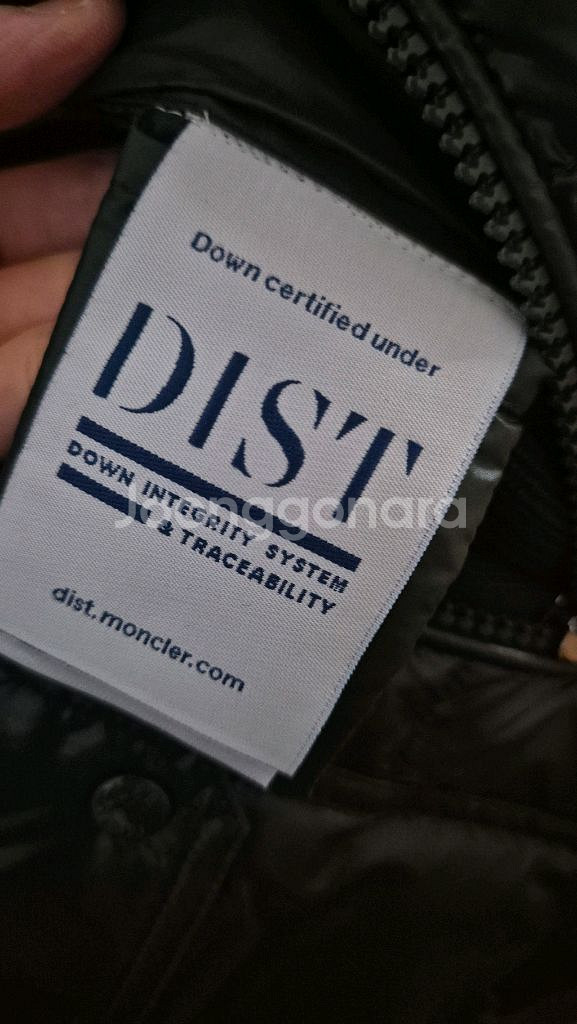 Down certified under
DIST
DOWN INTEGRITY SYSTEM
& TRACEABILITY
Joonggonara
dist.moncler.com